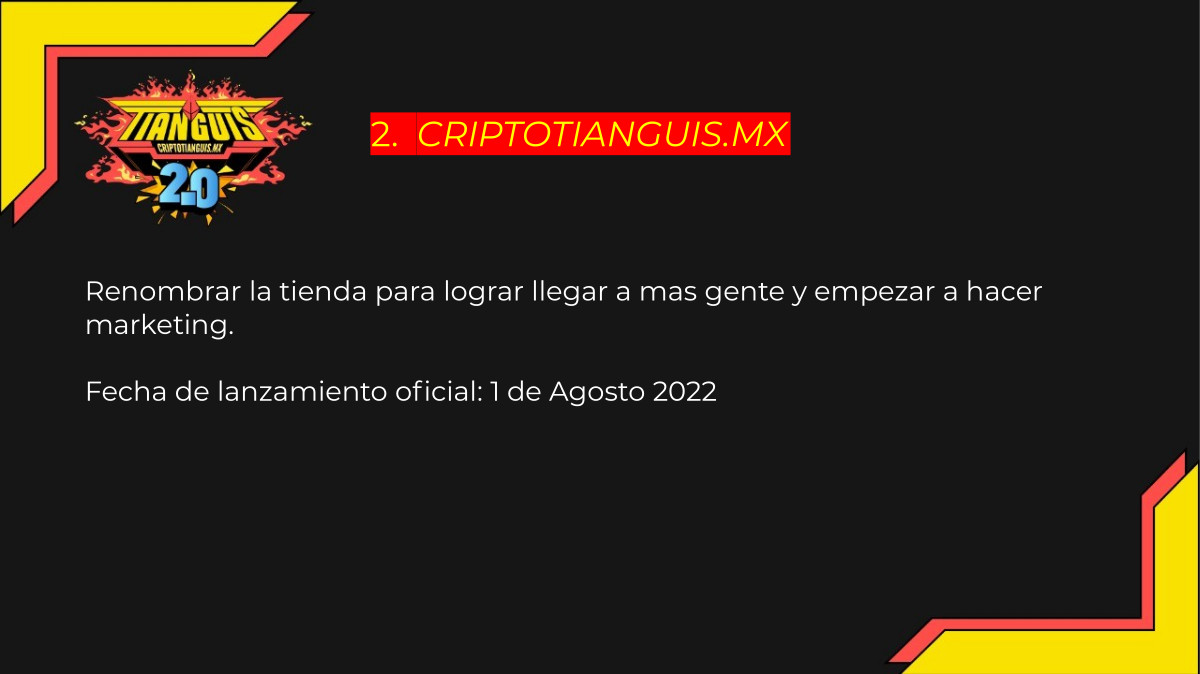 TIANGUIS
CRIPTOTIANGUIS.MX
2.0
2. CRIPTOTIANGUIS.MX
Renombrar la tienda para lograr llegar a mas gente y empezar a hacer
marketing.
Fecha de lanzamiento oficial: 1 de Agosto 2022